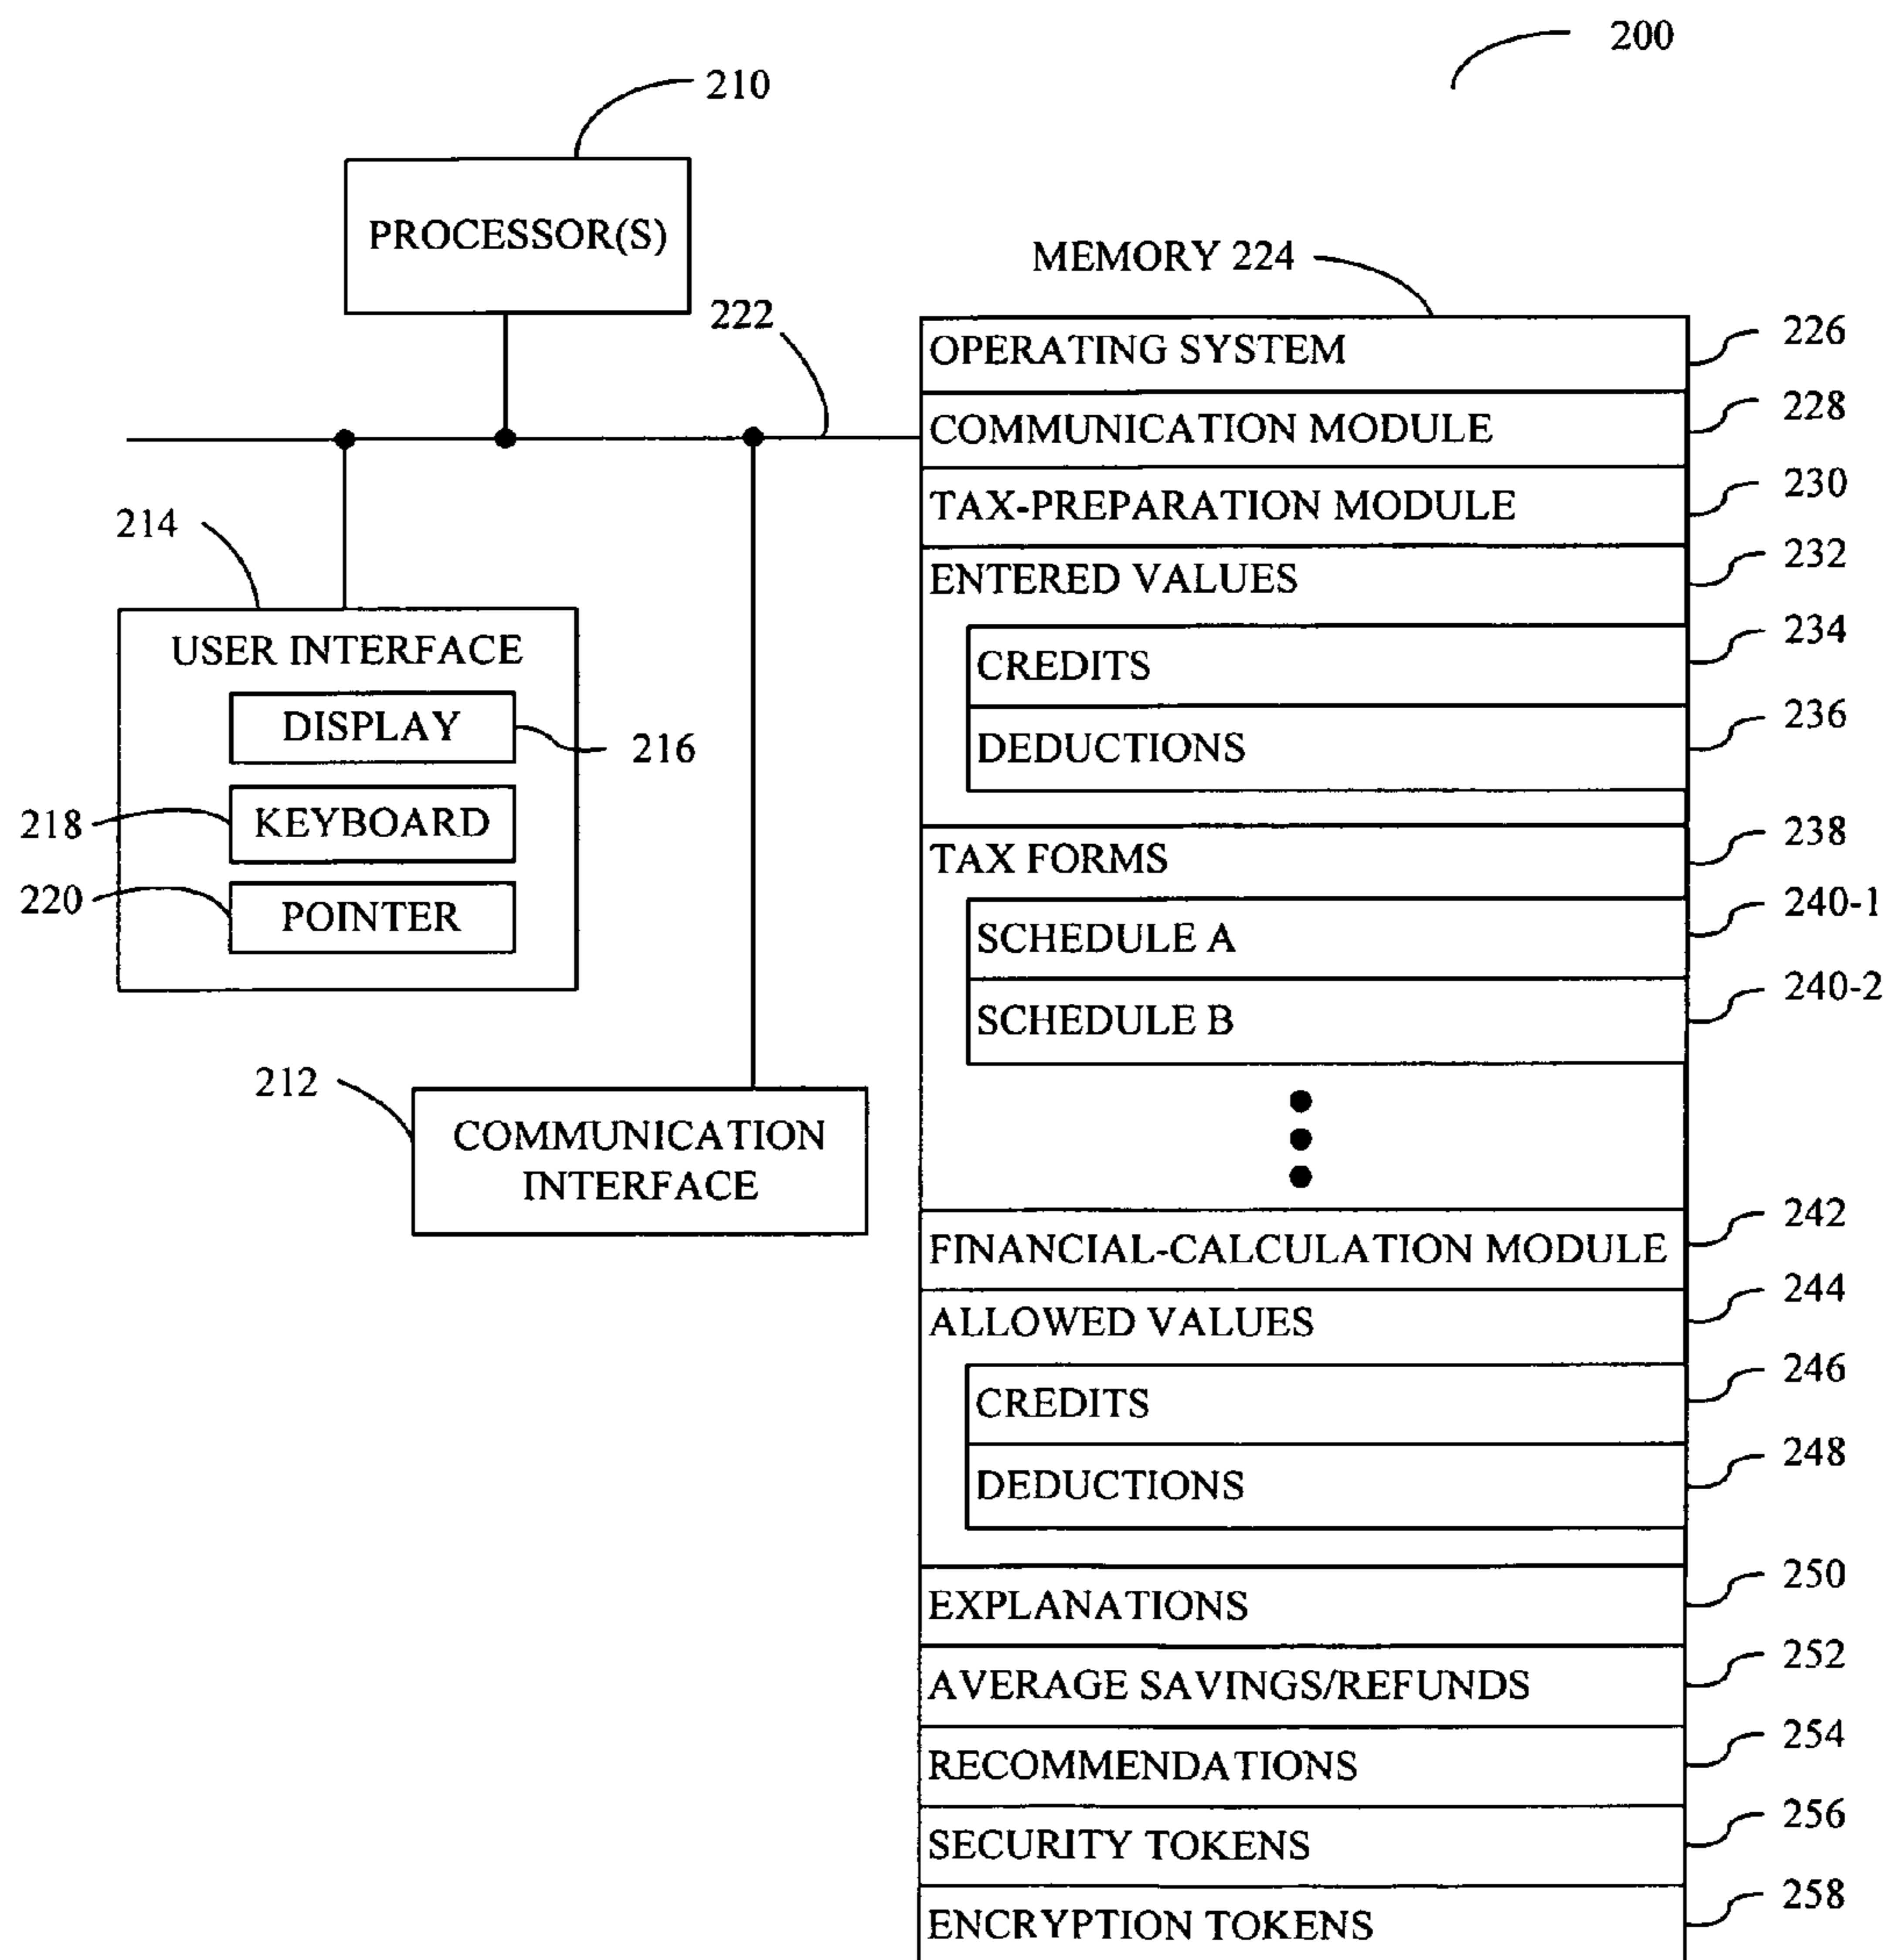 200
210
PROCESSOR(S)
MEMORY 224
222
OPERATING SYSTEM
226
COMMUNICATION MODULE
228
TAX-PREPARATION MODULE
230
ENTERED VALUES
232
CREDITS
234
DEDUCTIONS
236
TAX FORMS
238
SCHEDULE A
240-1
SCHEDULE B
240-2
FINANCIAL-CALCULATION MODULE
242
ALLOWED VALUES
244
CREDITS
246
DEDUCTIONS
248
EXPLANATIONS
250
AVERAGE SAVINGS/REFUNDS
252
RECOMMENDATIONS
254
SECURITY TOKENS
256
ENCRYPTION TOKENS
258
214
USER INTERFACE
DISPLAY
216
218
KEYBOARD
220
POINTER
212
COMMUNICATION
INTERFACE